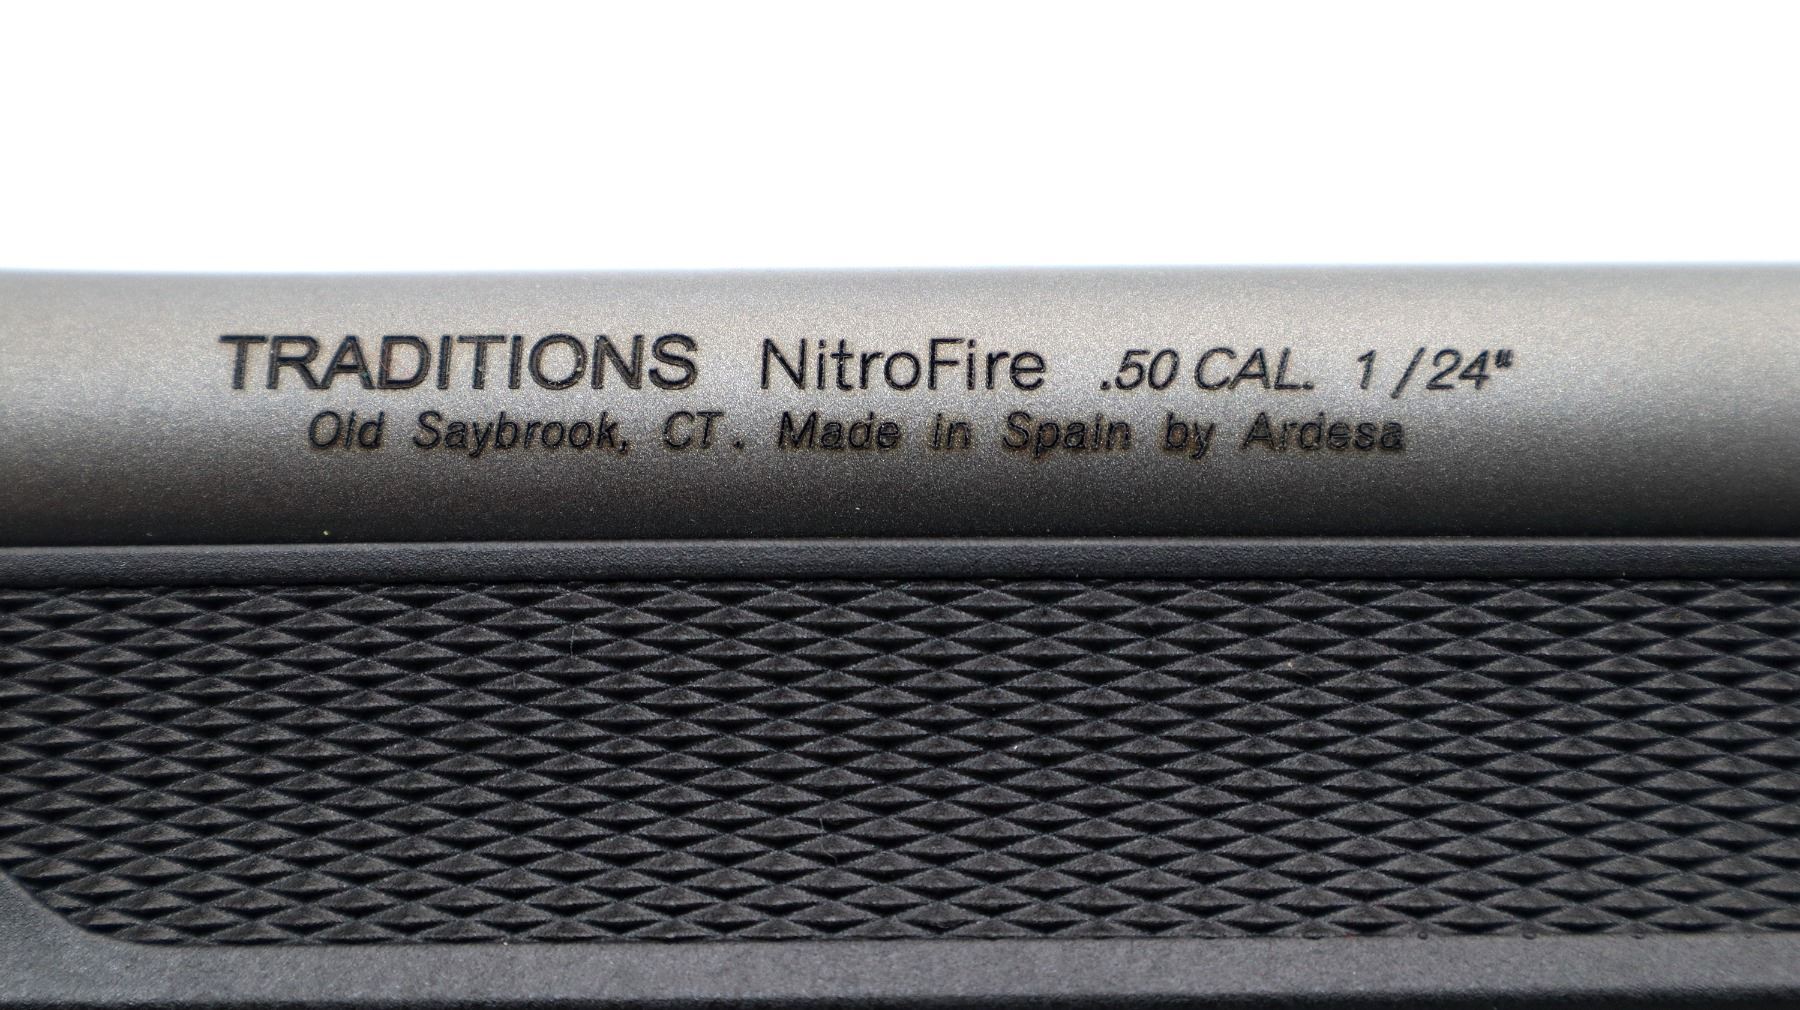 TRADITIONS NitroFire .50 CAL. 1/24"
Old Saybrook, CT. Made in Spain by Ardesa